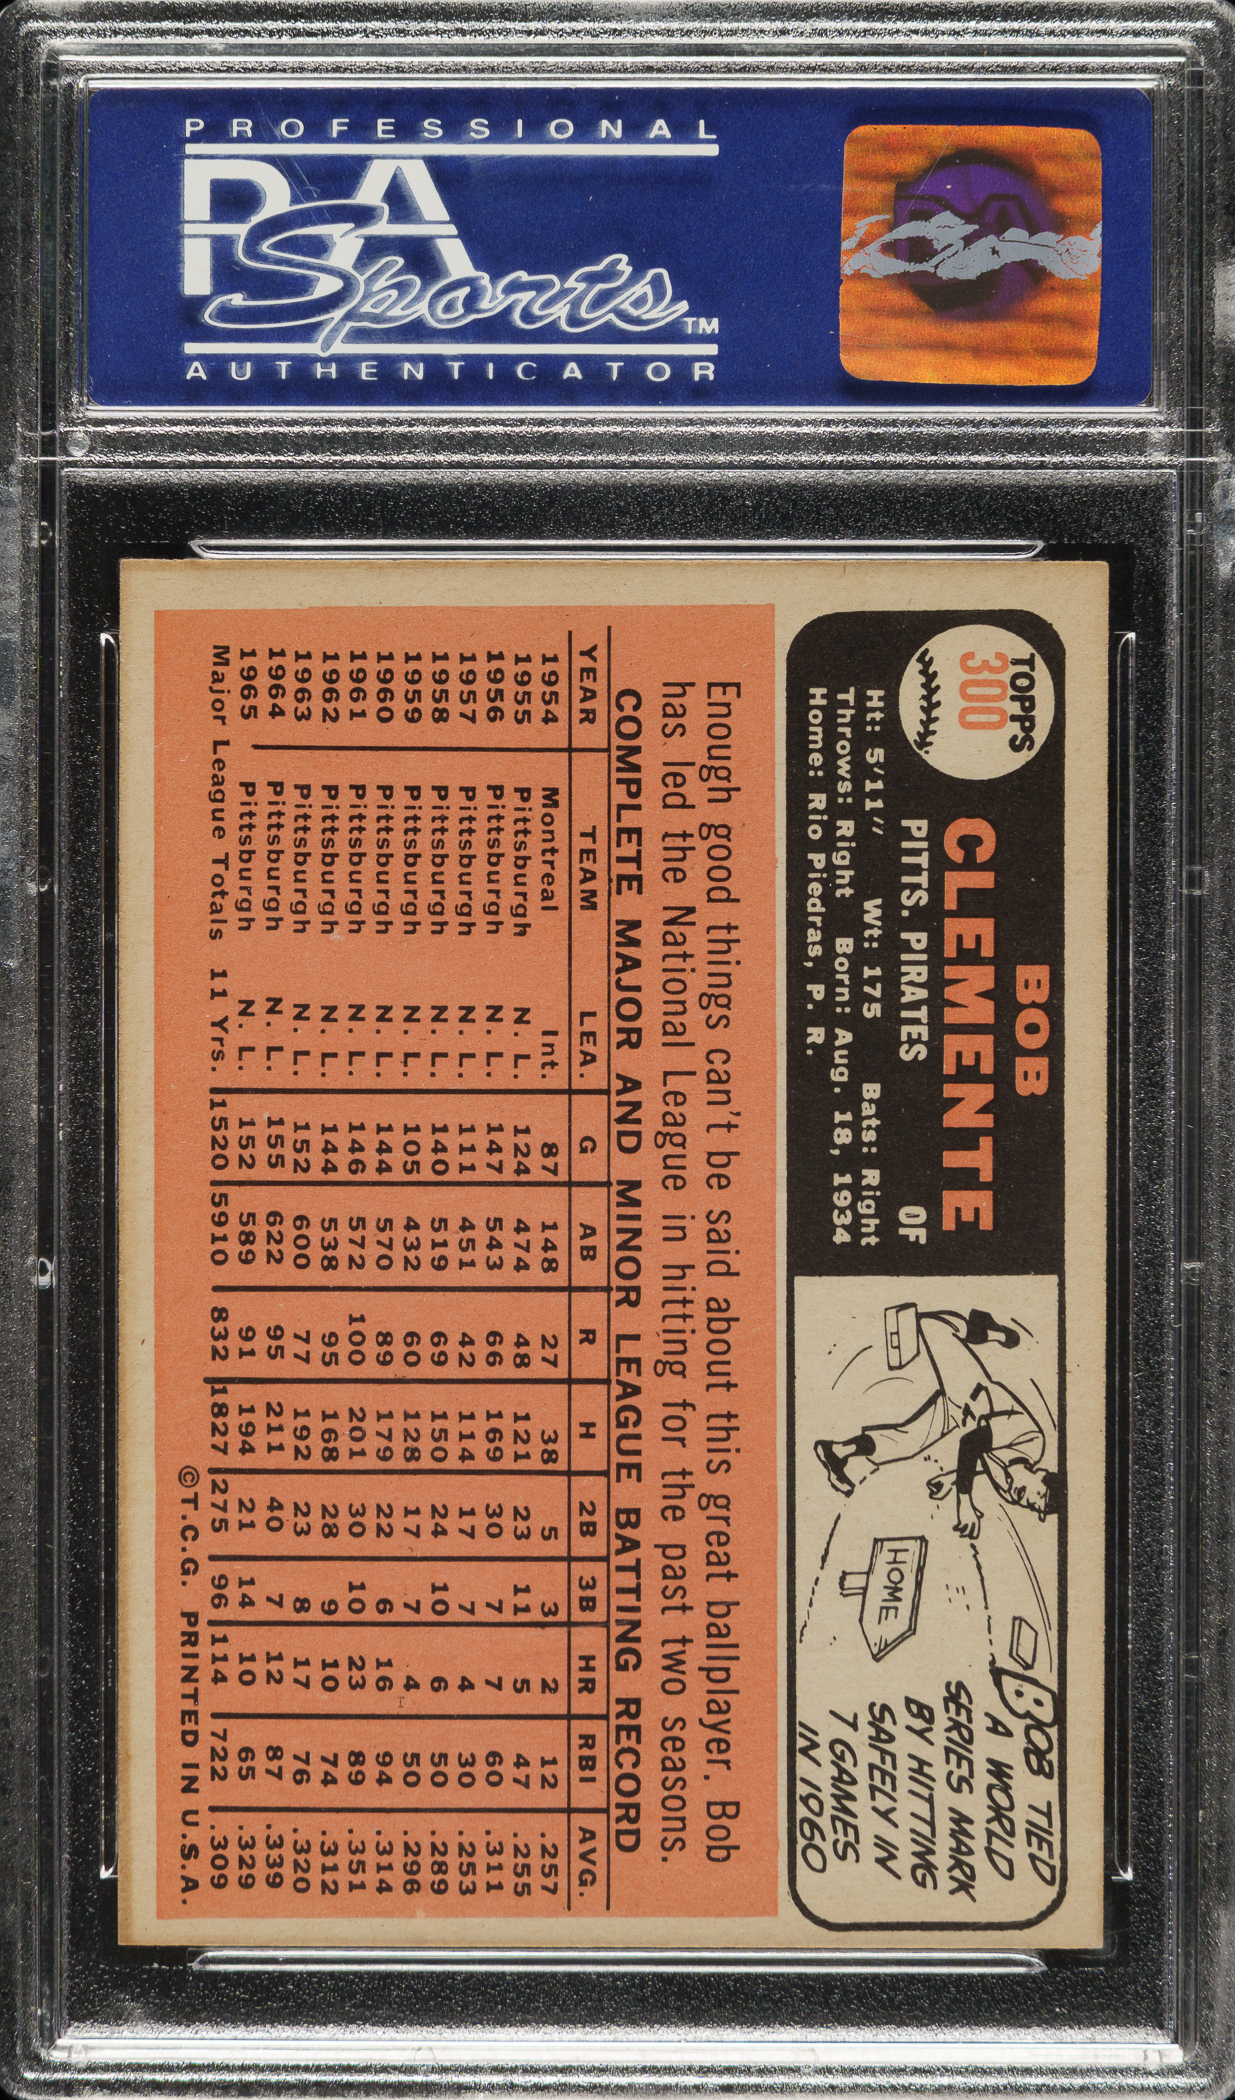 PROFESSIONAL
PSA
Sports™
AUTHENTICATOR
TOPPS
300
BOB
CLEMENTE
PITTS. PIRATES OF
Ht: 5'11" Wt: 175 Bats: Right
Throws: Right Born: Aug. 18, 1934
Home: Rio Piedras, P. R.
HOME
BOB TIED
A WORLD
SERIES MARK
BY HITTING
SAFELY IN
7 GAMES
IN 1960
Enough good things can't be said about this great ballplayer. Bob
has led the National League in hitting for the past two seasons.
COMPLETE MAJOR AND MINOR LEAGUE BATTING RECORD
YEAR TEAM LEA. G AB R H 2B 3B HR RBI AVG.
1954 Montreal Int. 87 148 27 38 5 3 2 12 .257
1955 Pittsburgh N. L. 124 474 48 121 23 11 5 47 .255
1956 Pittsburgh N. L. 147 543 66 169 30 7 7 60 .311
1957 Pittsburgh N. L. 111 451 42 114 17 7 4 30 .253
1958 Pittsburgh N. L. 140 519 69 150 24 10 6 50 .289
1959 Pittsburgh N. L. 105 432 60 128 17 7 4 50 .296
1960 Pittsburgh N. L. 144 570 89 179 22 6 16 94 .314
1961 Pittsburgh N. L. 146 572 100 201 30 10 23 89 .351
1962 Pittsburgh N. L. 144 538 95 168 28 9 10 74 .312
1963 Pittsburgh N. L. 152 600 77 192 23 8 17 76 .320
1964 Pittsburgh N. L. 155 622 95 211 40 7 12 87 .339
1965 Pittsburgh N. L. 152 589 91 194 21 14 10 65 .329
Major League Totals 11 Yrs. 1520 5910 832 1827 275 96 114 722 .309
©T.C.G. PRINTED IN U.S.A.